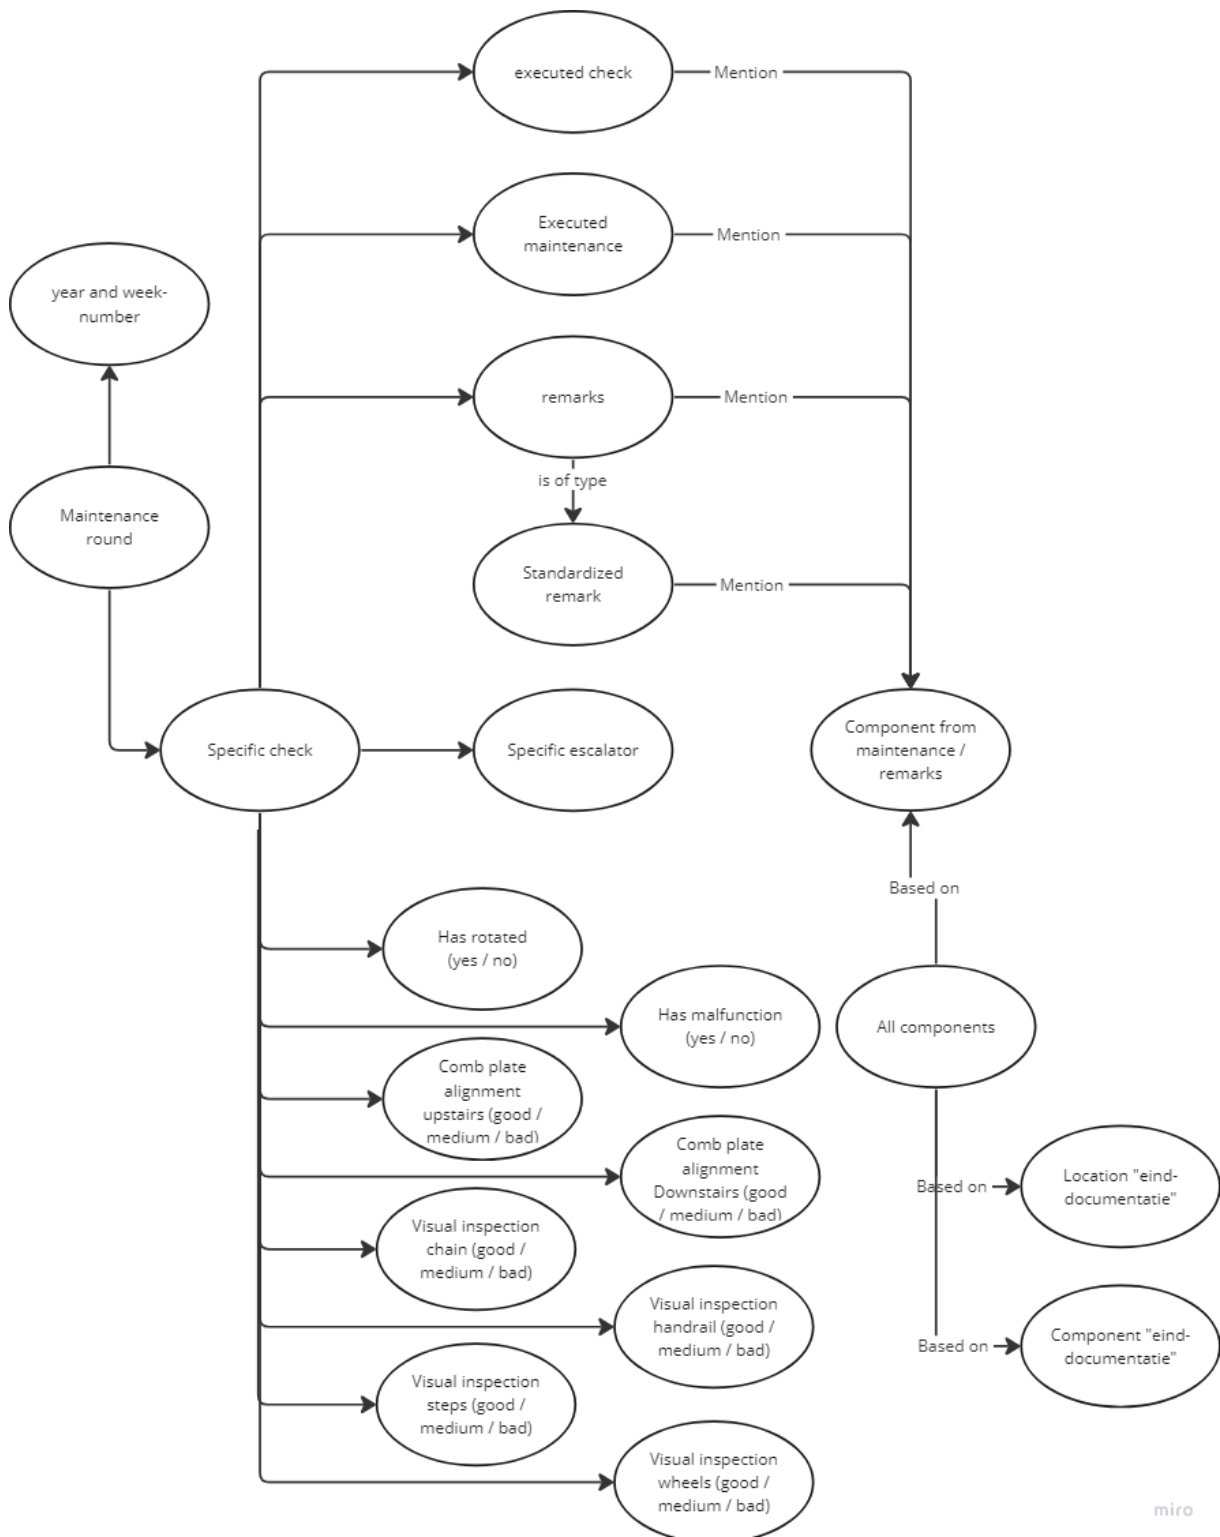 executed check
Mention
Executed
maintenance
Mention
year and week-
number
remarks
Mention
is of type
Maintenance
round
Standardized
remark
Mention
Specific check
Specific escalator
Component from
maintenance /
remarks
Based on
Has rotated
(yes / no)
Has malfunction
(yes / no)
All components
Comb plate
alignment
upstairs (good /
medium / bad)
Comb plate
alignment
Downstairs (good
/ medium / bad)
Based on
Location "eind-
documentatie"
Visual inspection
chain (good /
medium / bad)
Visual inspection
handrail (good /
medium / bad)
Based on
Component "eind-
documentatie"
Visual inspection
steps (good /
medium / bad)
Visual inspection
wheels (good /
medium / bad)
miro